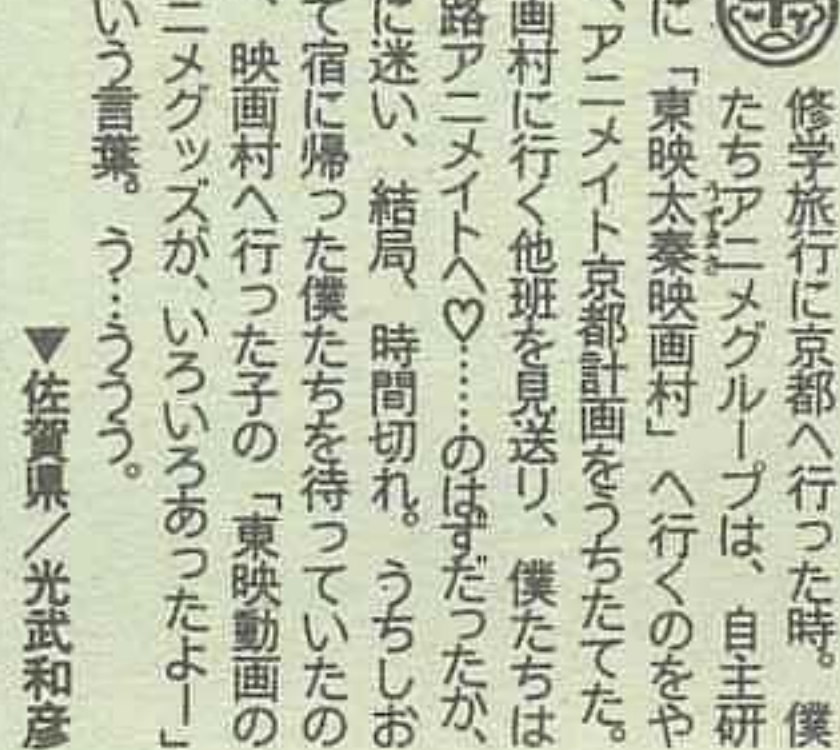 修学旅行に京都へ行った時。僕
たちアニメグループは、自主研
に「東映太秦映画村」へ行くのをや
うずまさ
、アニメイト京都計画をうちたてた。
画村に行く他班を見送り、僕たちは
路アニメイトへ♡……のはずだったが、
に迷い、結局、時間切れ。うちしお
て宿に帰った僕たちを待っていたの
、映画村へ行った子の「東映動画の
ニメグッズが、いろいろあったよー」
いう言葉。う…ううう。
▼佐賀県／光武和彦